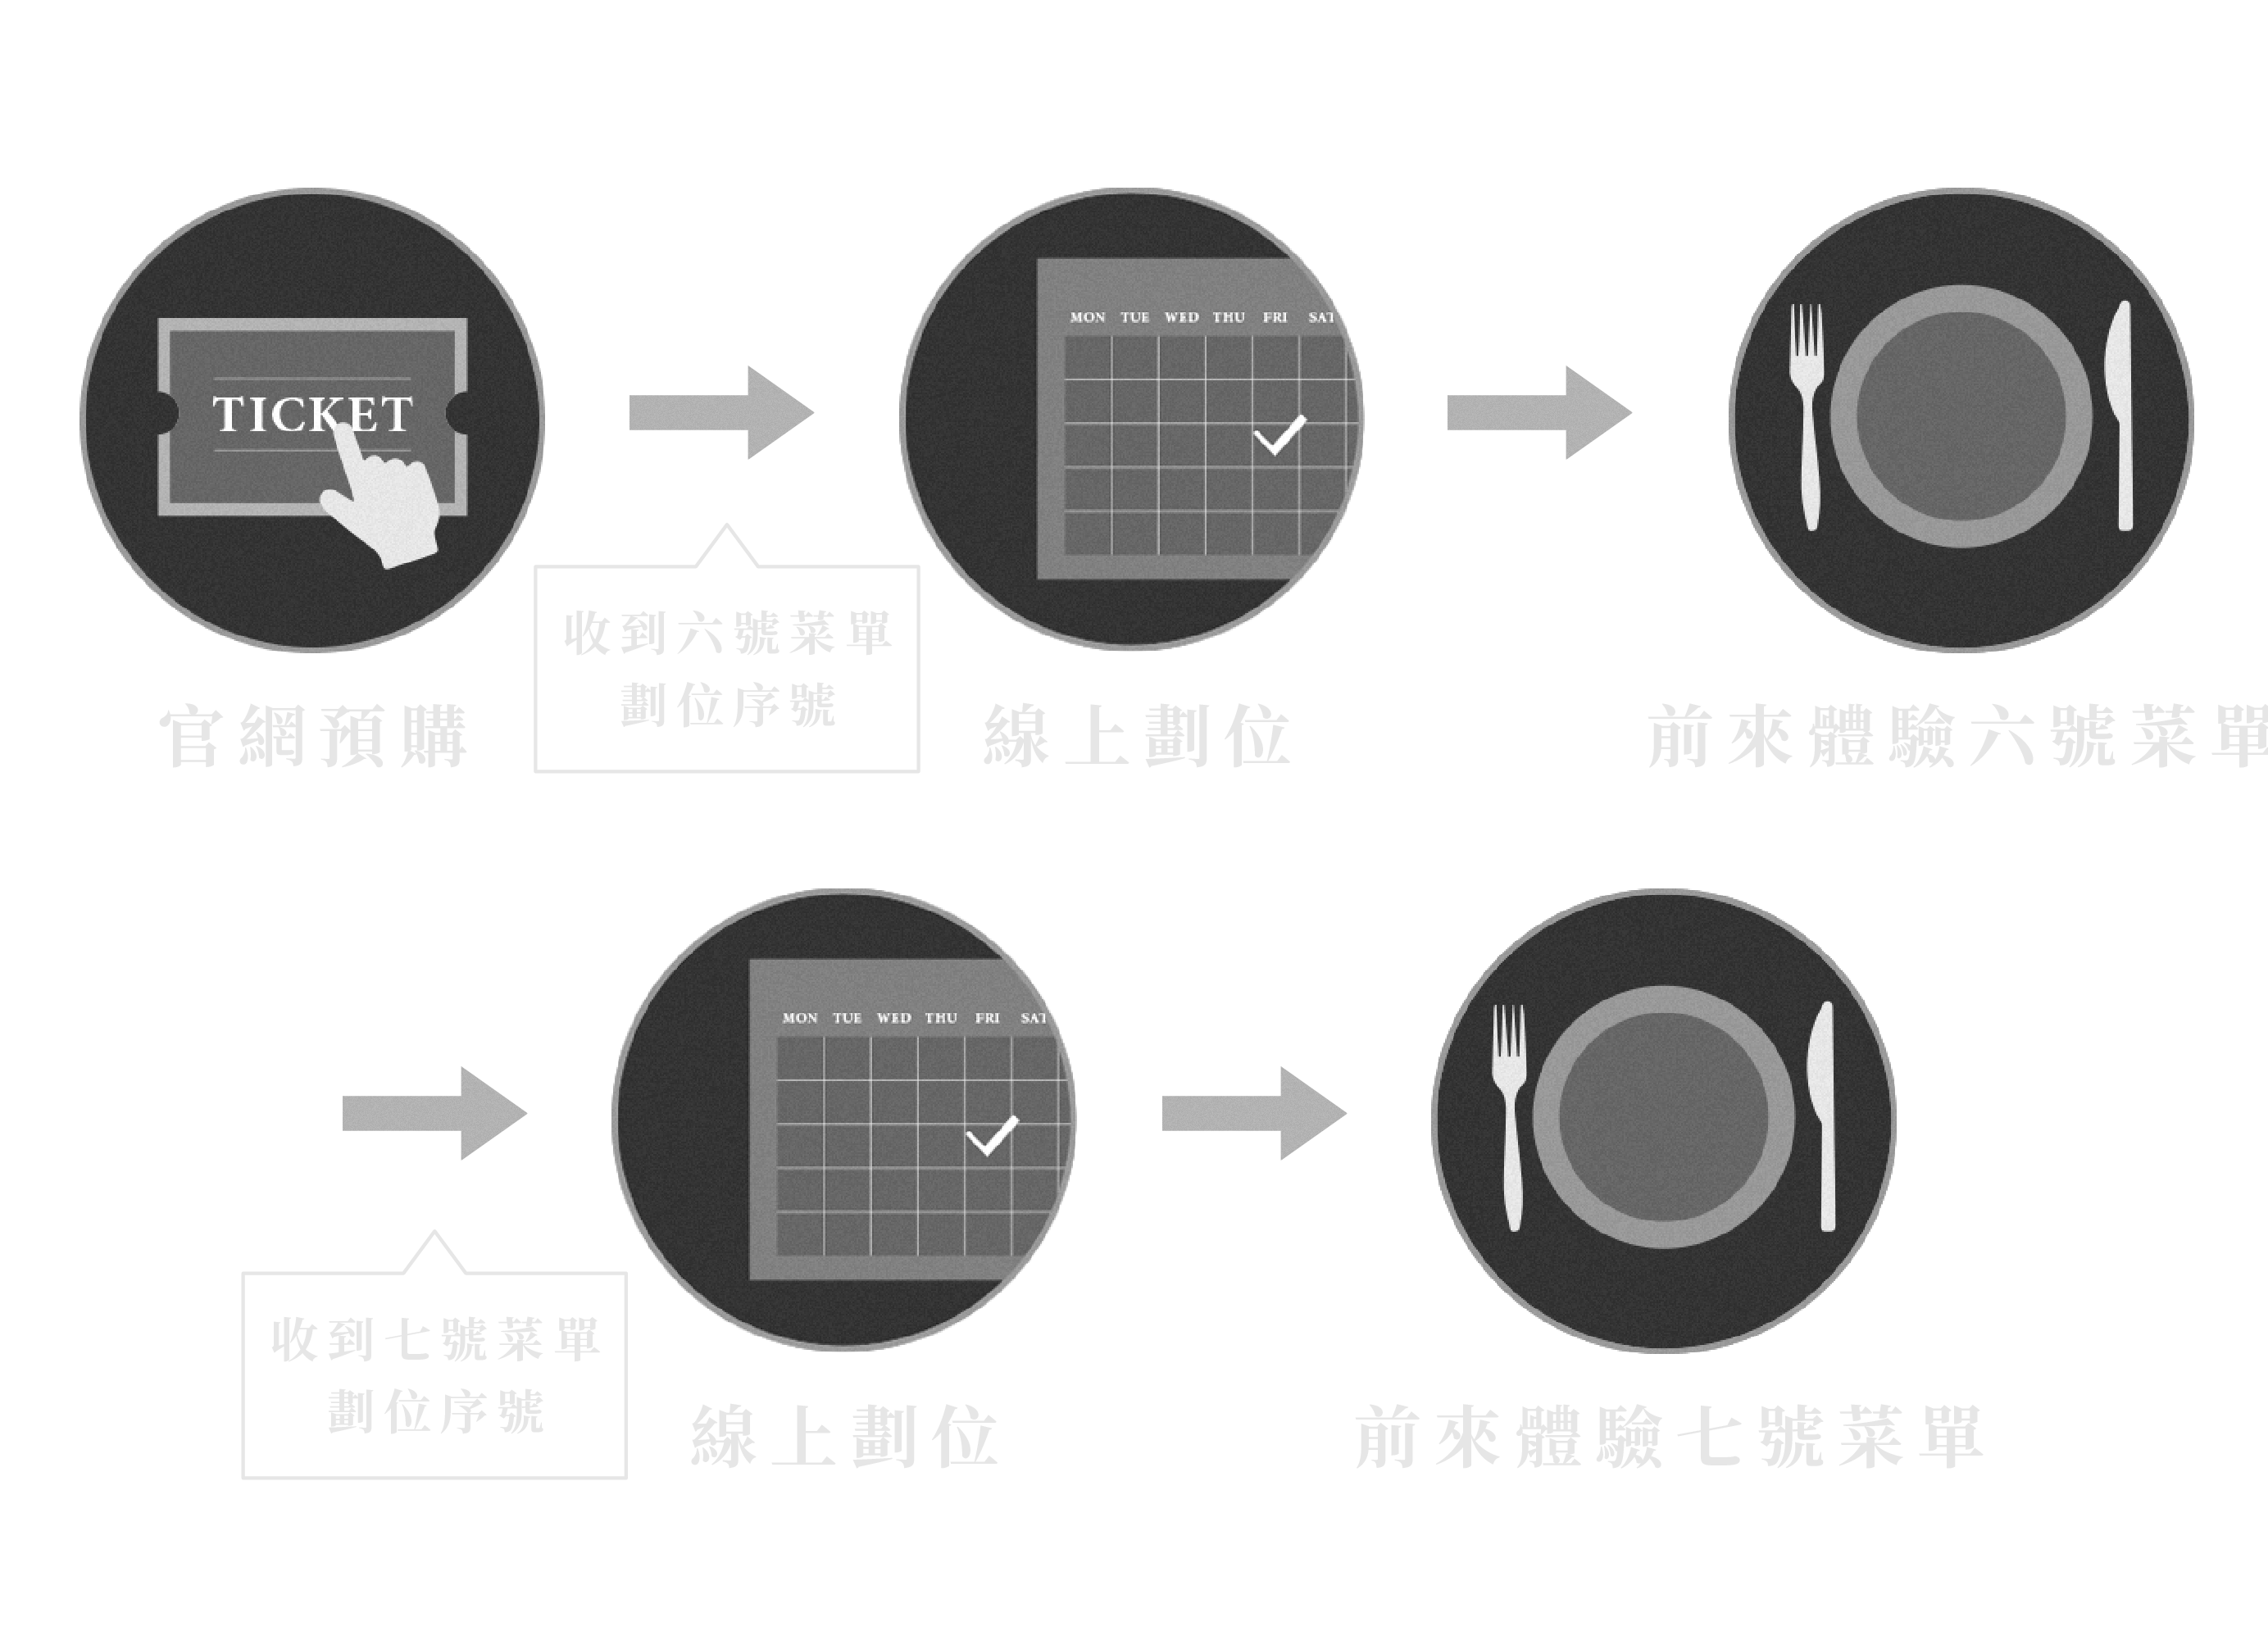 TICKET
MON TUE WED THU FRI SAT
收到六號菜單
劃位序號
官網預購
線上劃位
前來體驗六號菜單
MON TUE WED THU FRI SAT
收到七號菜單
劃位序號
線上劃位
前來體驗七號菜單